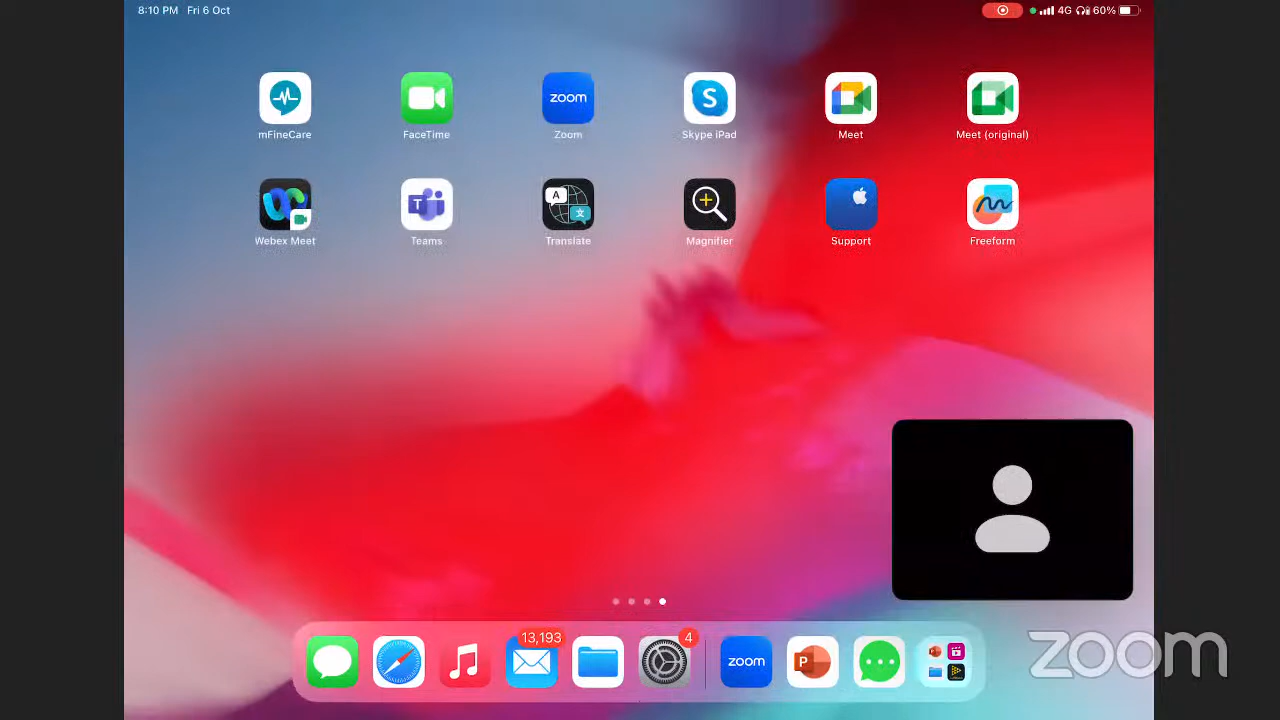 8:10 PM Fri 6 Oct
4G 60%
mFineCare FaceTime Zoom Skype iPad Meet Meet (original)
zoom
S
Webex Meet Teams Translate Magnifier Support Freeform
T
A
文
13,193 4
zoom
P
zoom